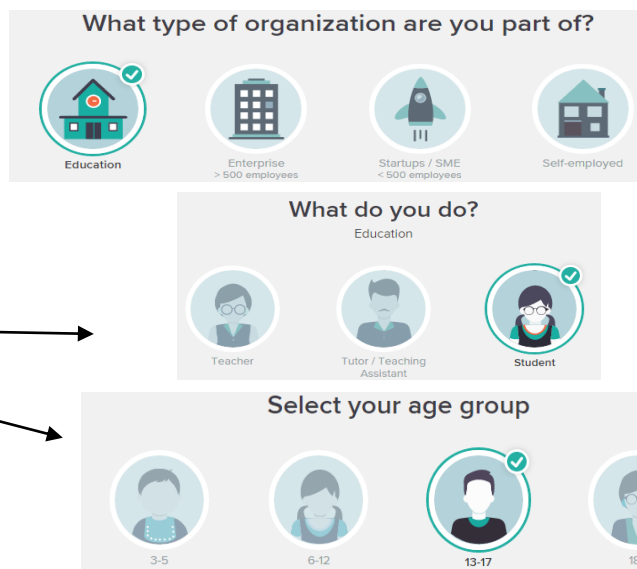 What type of organization are you part of?
Education
Enterprise
> 500 employees
Startups / SME
< 500 employees
Self-employed
What do you do?
Education
Teacher
Tutor / Teaching
Assistant
Student
Select your age group
3-5
6-12
13-17